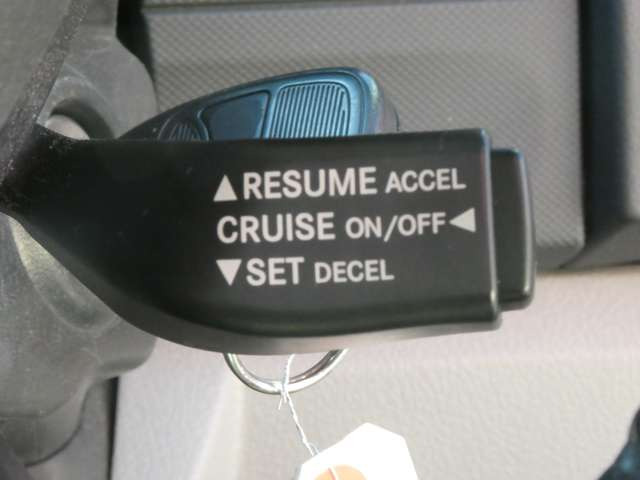 ▲RESUME ACCEL
CRUISE ON/OFF◀
▼SET DECEL